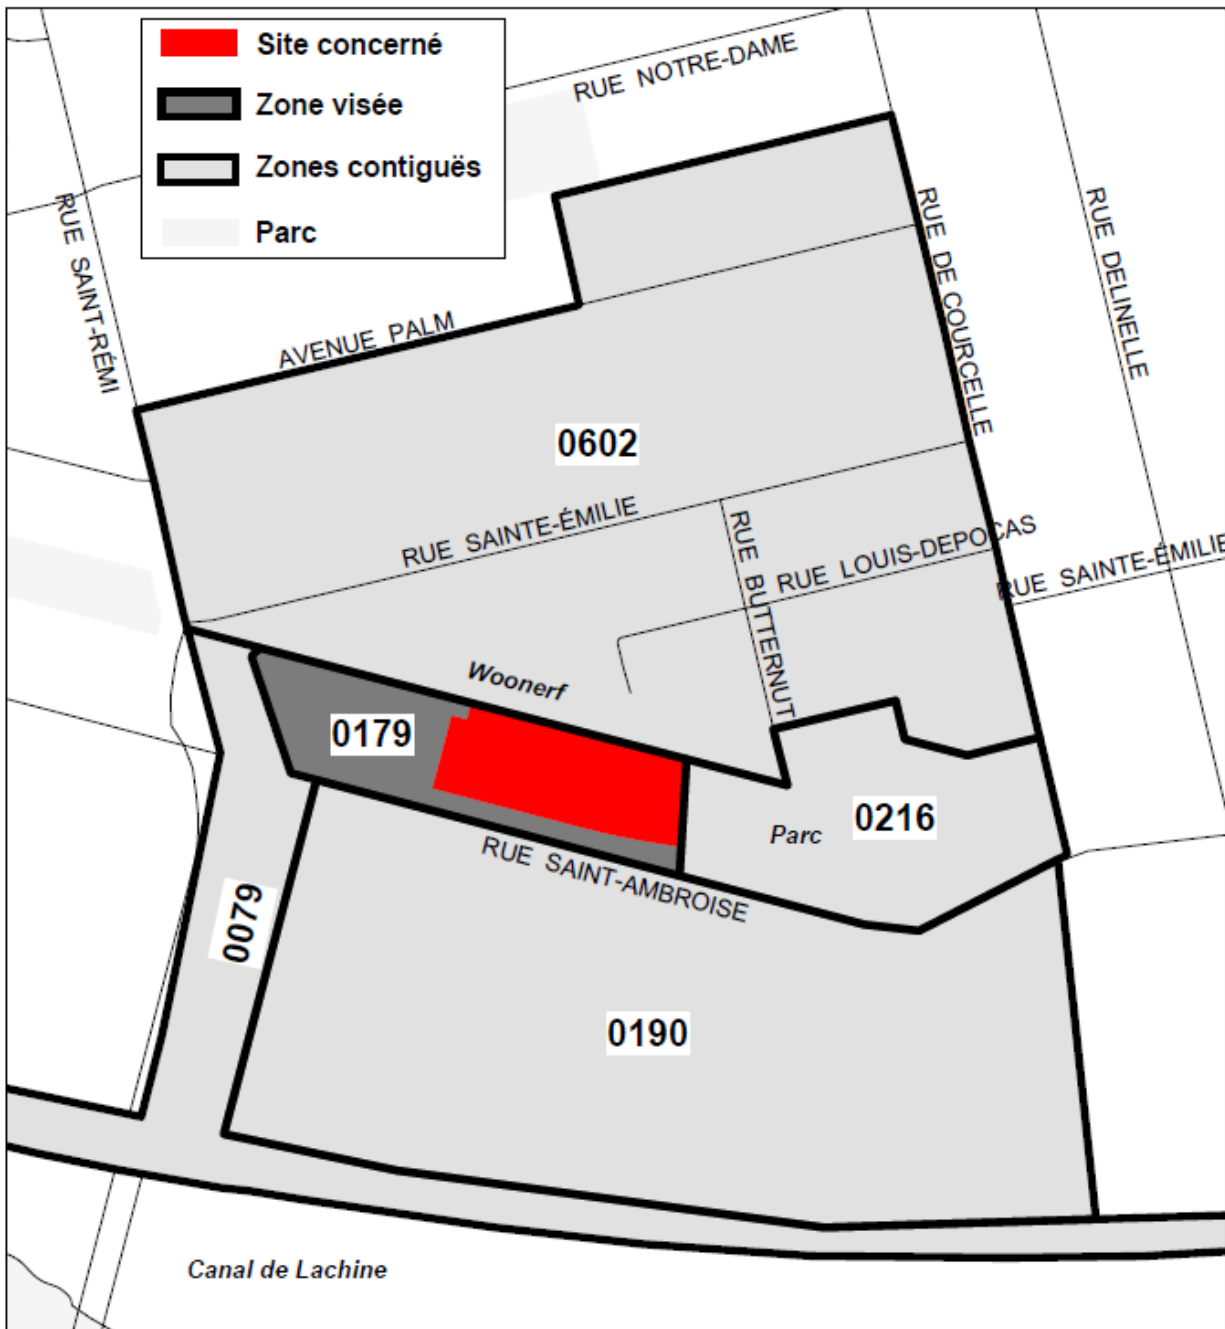 Site concerné
Zone visée
Zones contiguës
Parc
RUE NOTRE-DAME
RUE SAINT-RÉMI
AVENUE PALM
RUE DE COURCELLE
RUE DELINELLE
0602
RUE SAINTE-ÉMILIE
RUE BUTTERNUT
RUE LOUIS-DEPOCAS
RUE SAINTE-ÉMILIE
Woonerf
0179
0216
Parc
RUE SAINT-AMBROISE
0079
0190
Canal de Lachine